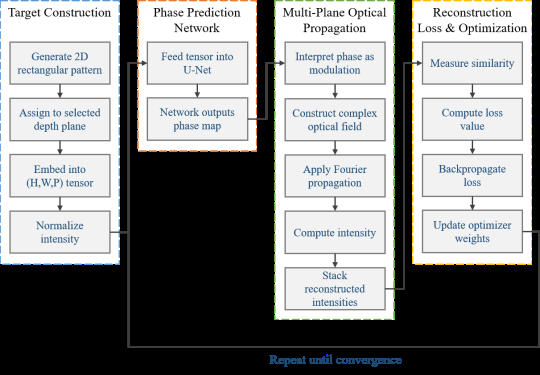 Target Construction
Generate 2D
rectangular pattern
Assign to selected
depth plane
Embed into
(H,W,P) tensor
Normalize
intensity
Phase Prediction
Network
Feed tensor into
U-Net
Network outputs
phase map
Multi-Plane Optical
Propagation
Interpret phase as
modulation
Construct complex
optical field
Apply Fourier
propagation
Compute intensity
Stack
reconstructed
intensities
Reconstruction
Loss & Optimization
Measure similarity
Compute loss
value
Backpropagate
loss
Update optimizer
weights
Repeat until convergence